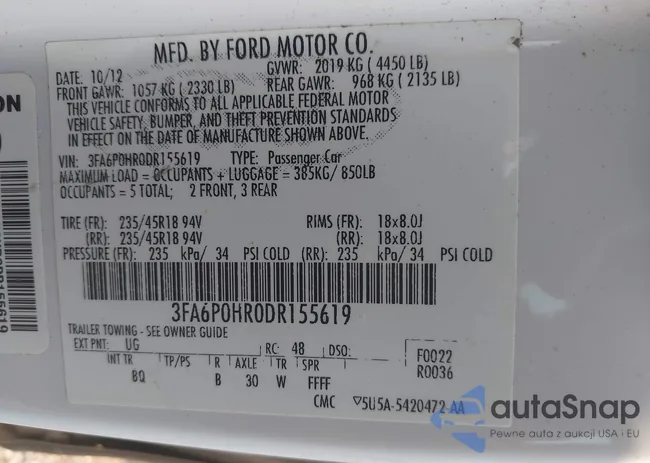 MFD. BY FORD MOTOR CO.
DATE: 10/12 GVWR: 2019 KG ( 4450 LB)
FRONT GAWR: 1057 KG ( 2330 LB) REAR GAWR: 968 KG ( 2135 LB)
THIS VEHICLE CONFORMS TO ALL APPLICABLE FEDERAL MOTOR
VEHICLE SAFETY, BUMPER, AND THEFT PREVENTION STANDARDS
IN EFFECT ON THE DATE OF MANUFACTURE SHOWN ABOVE.
VIN: 3FA6P0HR0DR155619 TYPE: Passenger Car
MAXIMUM LOAD = OCCUPANTS + LUGGAGE = 385KG/ 850LB
OCCUPANTS = 5 TOTAL; 2 FRONT, 3 REAR
TIRE (FR): 235/45R18 94V RIMS (FR): 18x8.0J
(RR): 235/45R18 94V (RR): 18x8.0J
PRESSURE (FR): 235 kPa/ 34 PSI COLD (RR): 235 kPa/ 34 PSI COLD
3FA6P0HR0DR155619
TRAILER TOWING - SEE OWNER GUIDE
EXT PNT: UG RC: 48 DSO: F0022
INT TR TP/PS R AXLE TR SPR R0036
BQ B 30 W FFFF
CMC ▽5U5A-5420472-AA
ON
155619
autaSnap
Pewne auta z aukcji USA i EU